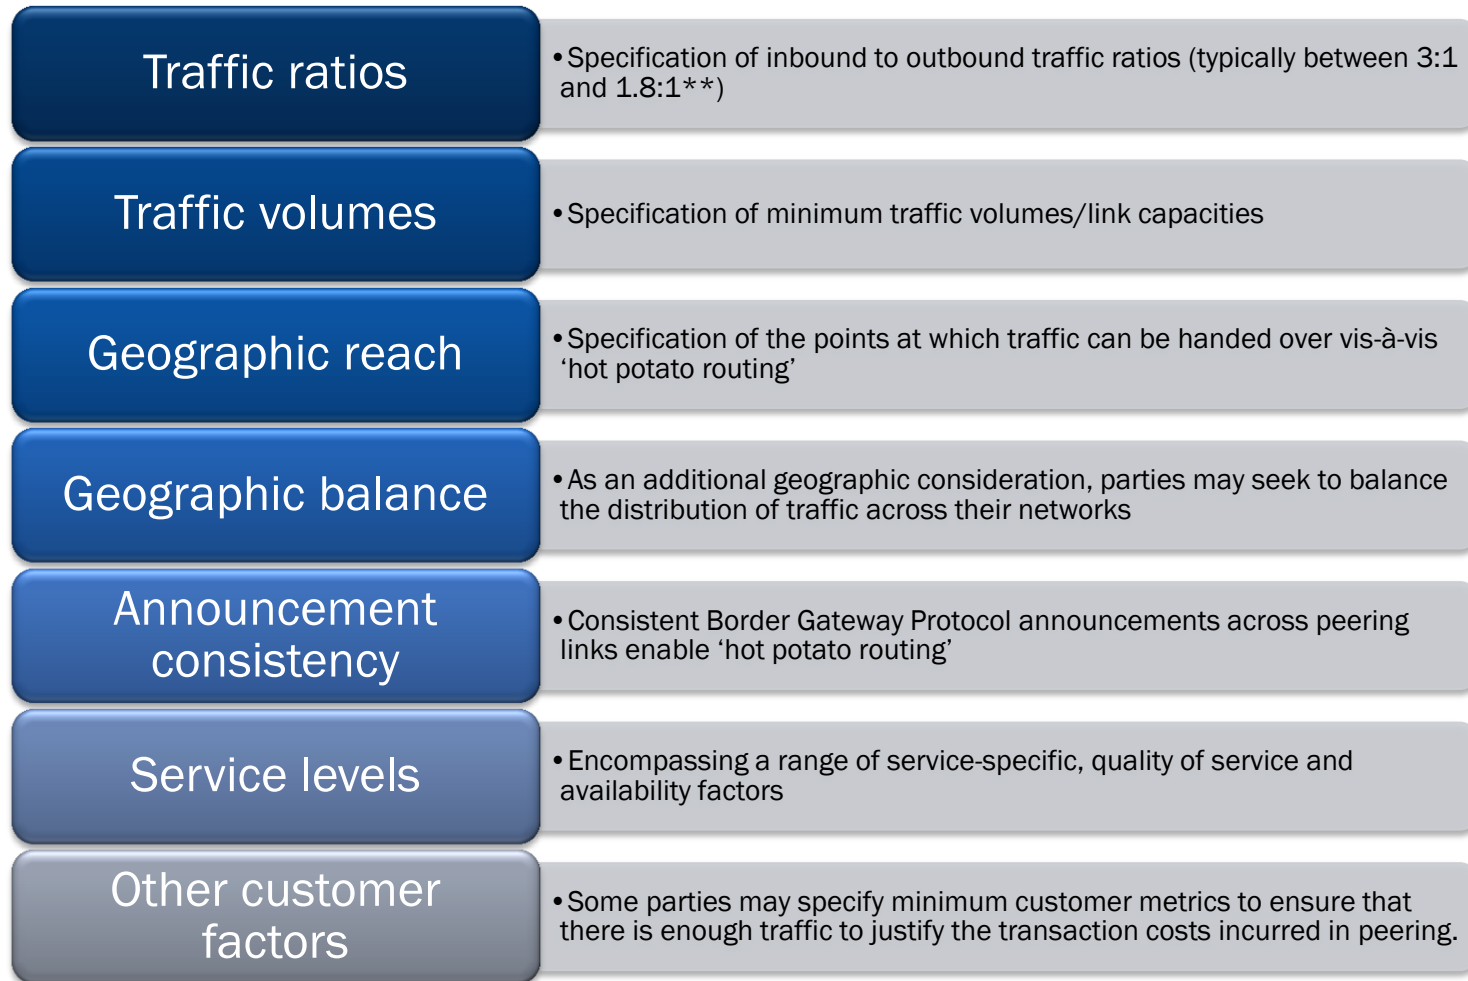 Traffic ratios
•Specification of inbound to outbound traffic ratios (typically between 3:1
and 1.8:1**)
Traffic volumes
•Specification of minimum traffic volumes/link capacities
Geographic reach
•Specification of the points at which traffic can be handed over vis-à-vis
‘hot potato routing’
Geographic balance
•As an additional geographic consideration, parties may seek to balance
the distribution of traffic across their networks
Announcement
consistency
•Consistent Border Gateway Protocol announcements across peering
links enable ‘hot potato routing’
Service levels
•Encompassing a range of service-specific, quality of service and
availability factors
Other customer
factors
•Some parties may specify minimum customer metrics to ensure that
there is enough traffic to justify the transaction costs incurred in peering.